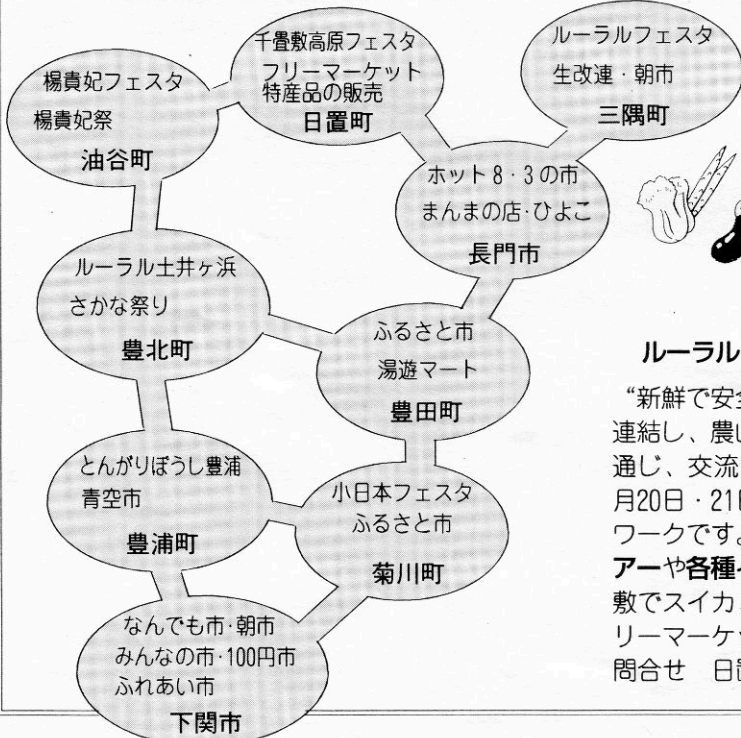 千畳敷高原フェスタ
フリーマーケット
特産品の販売
日置町
ルーラルフェスタ
生改連・朝市
三隅町
楊貴妃フェスタ
楊貴妃祭
油谷町
ホット8・3の市
まんまの店・ひよこ
長門市
ルーラル土井ヶ浜
さかな祭り
豊北町
ふるさと市
湯遊マート
豊田町
とんがりぼうし豊浦
青空市
豊浦町
小日本フェスタ
ふるさと市
菊川町
なんでも市・朝市
みんなの市・100円市
ふれあい市
下関市
ルーラル
“新鮮で安
連結し、農
通じ、交流
月20日・21
ワークです。
アーや各種
敷でスイカ
リーマーケ
問合せ 日